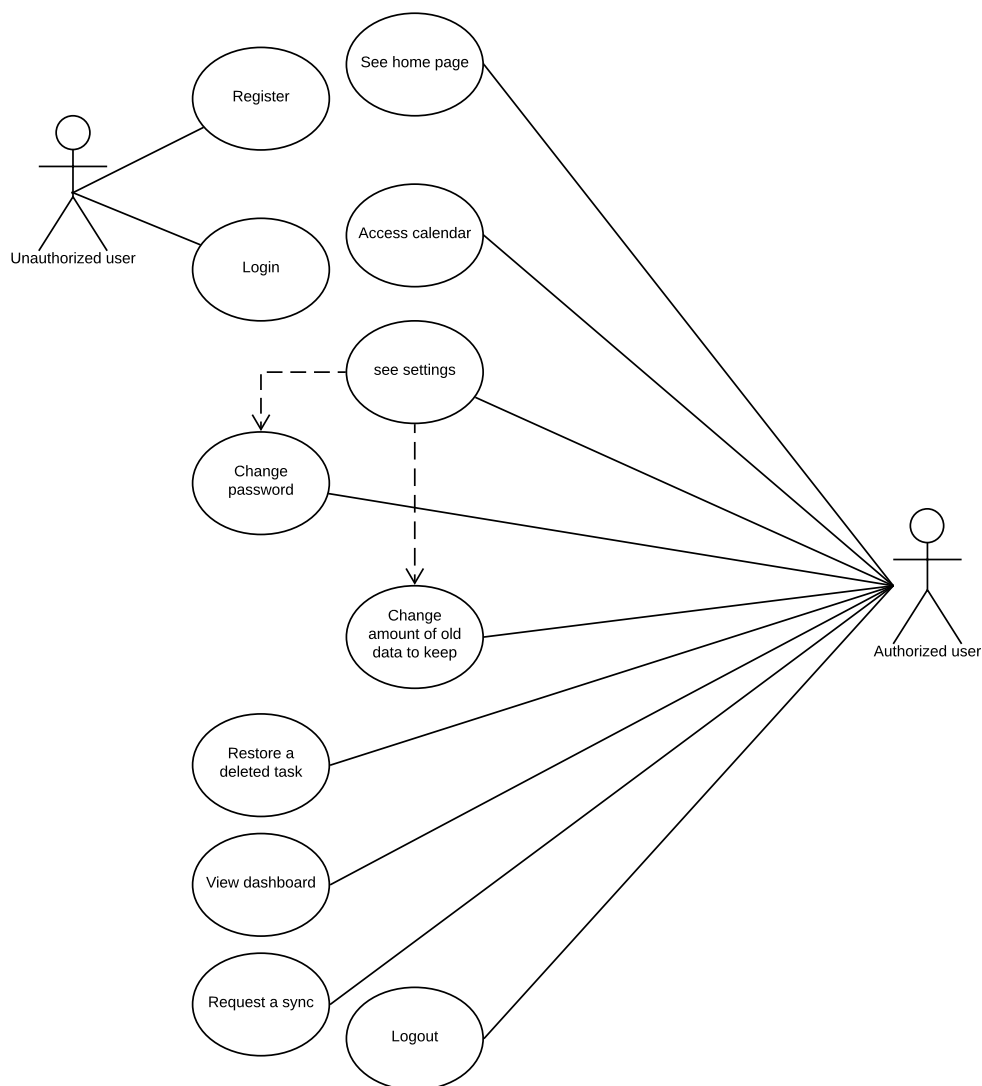 See home page
Register
Unauthorized user
Access calendar
Login
see settings
Change
password
Change
amount of old
data to keep
Authorized user
Restore a
deleted task
View dashboard
Request a sync
Logout